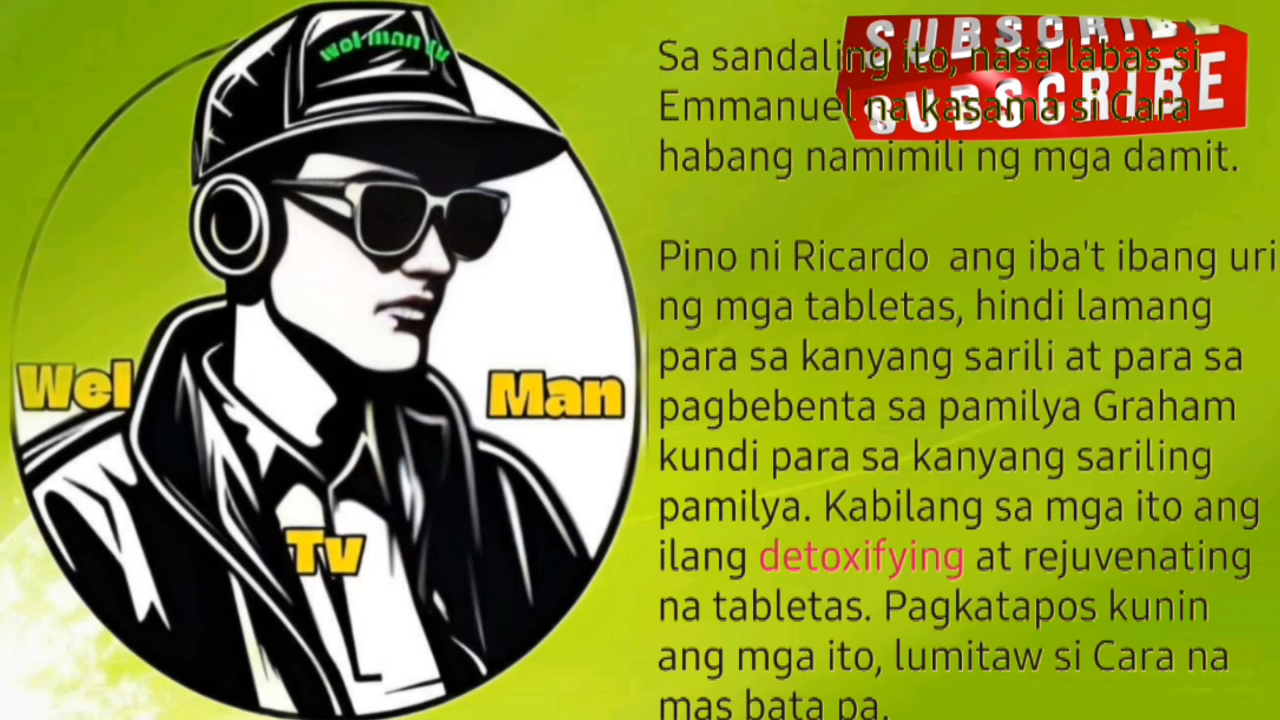 wel man tv
Wel
Man
Tv
SUBSCRIBE
SUBSCRIBE
Sa sandaling ito, nasa labas si
Emmanuel na kasama si Cara
habang namimili ng mga damit.
Pino ni Ricardo ang iba't ibang uri
ng mga tabletas, hindi lamang
para sa kanyang sarili at para sa
pagbebenta sa pamilya Graham
kundi para sa kanyang sariling
pamilya. Kabilang sa mga ito ang
ilang detoxifying at rejuvenating
na tabletas. Pagkatapos kunin
ang mga ito, lumitaw si Cara na
mas bata pa.